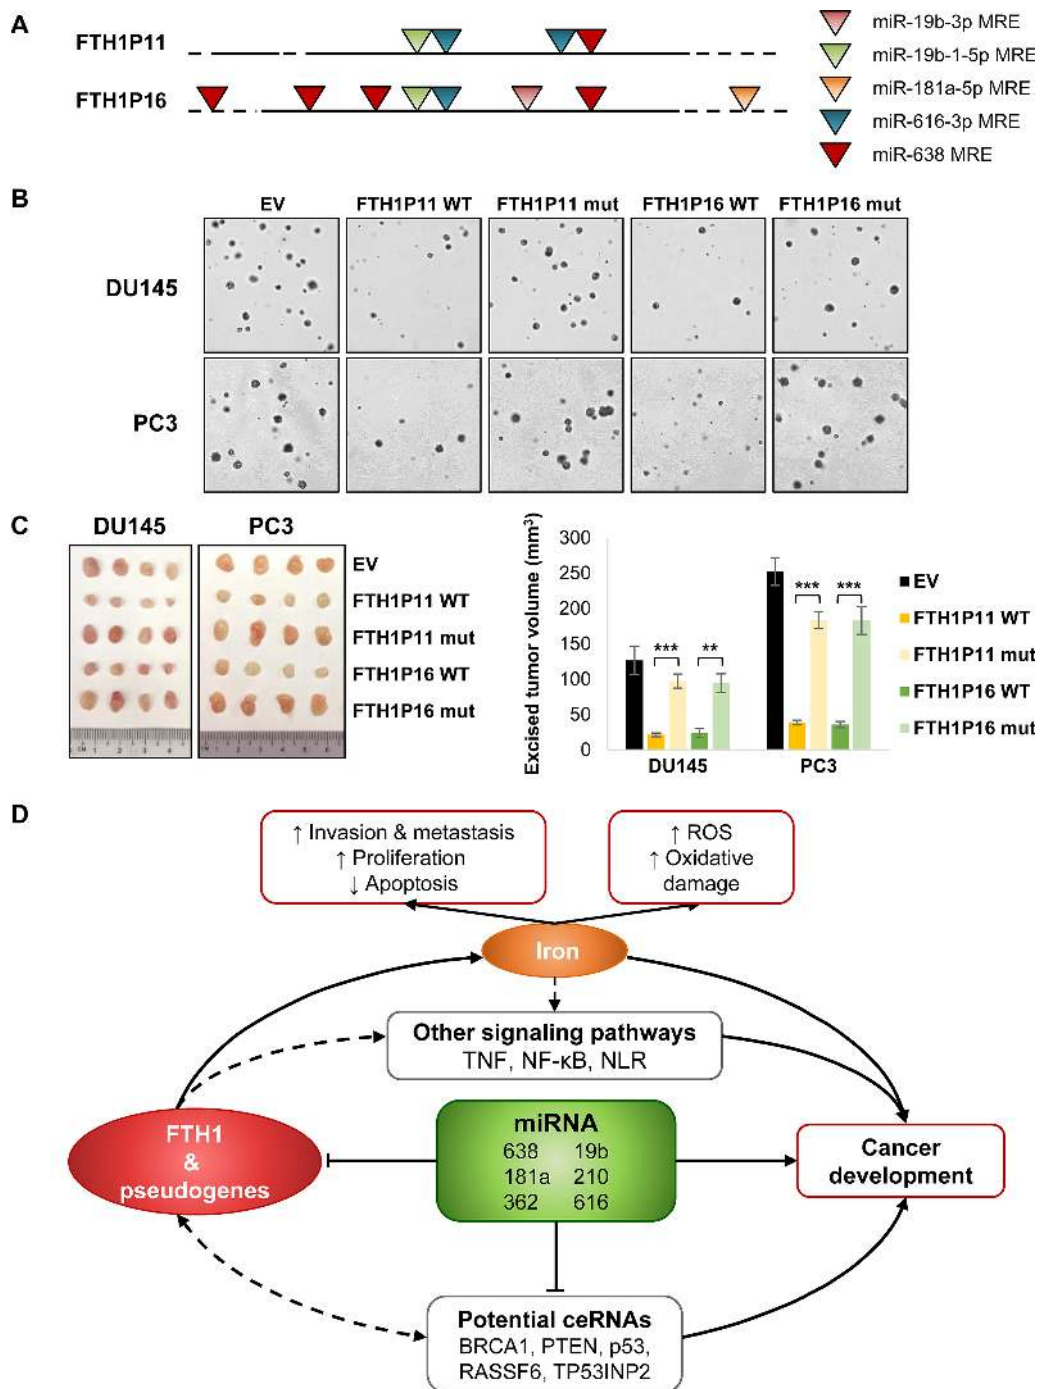 A
FTH1P11
FTH1P16
miR-19b-3p MRE
miR-19b-1-5p MRE
miR-181a-5p MRE
miR-616-3p MRE
miR-638 MRE
B
EV FTH1P11 WT FTH1P11 mut FTH1P16 WT FTH1P16 mut
DU145
PC3
C
DU145 PC3
EV
FTH1P11 WT
FTH1P11 mut
FTH1P16 WT
FTH1P16 mut
Excised tumor volume (mm³)
300
250
200
150
100
50
0
*** **
*** ***
DU145 PC3
EV
FTH1P11 WT
FTH1P11 mut
FTH1P16 WT
FTH1P16 mut
D
↑ Invasion & metastasis
↑ Proliferation
↓ Apoptosis
↑ ROS
↑ Oxidative
damage
Iron
Other signaling pathways
TNF, NF-κB, NLR
FTH1
&
pseudogenes
miRNA
638 19b
181a 210
362 616
Cancer
development
Potential ceRNAs
BRCA1, PTEN, p53,
RASSF6, TP53INP2